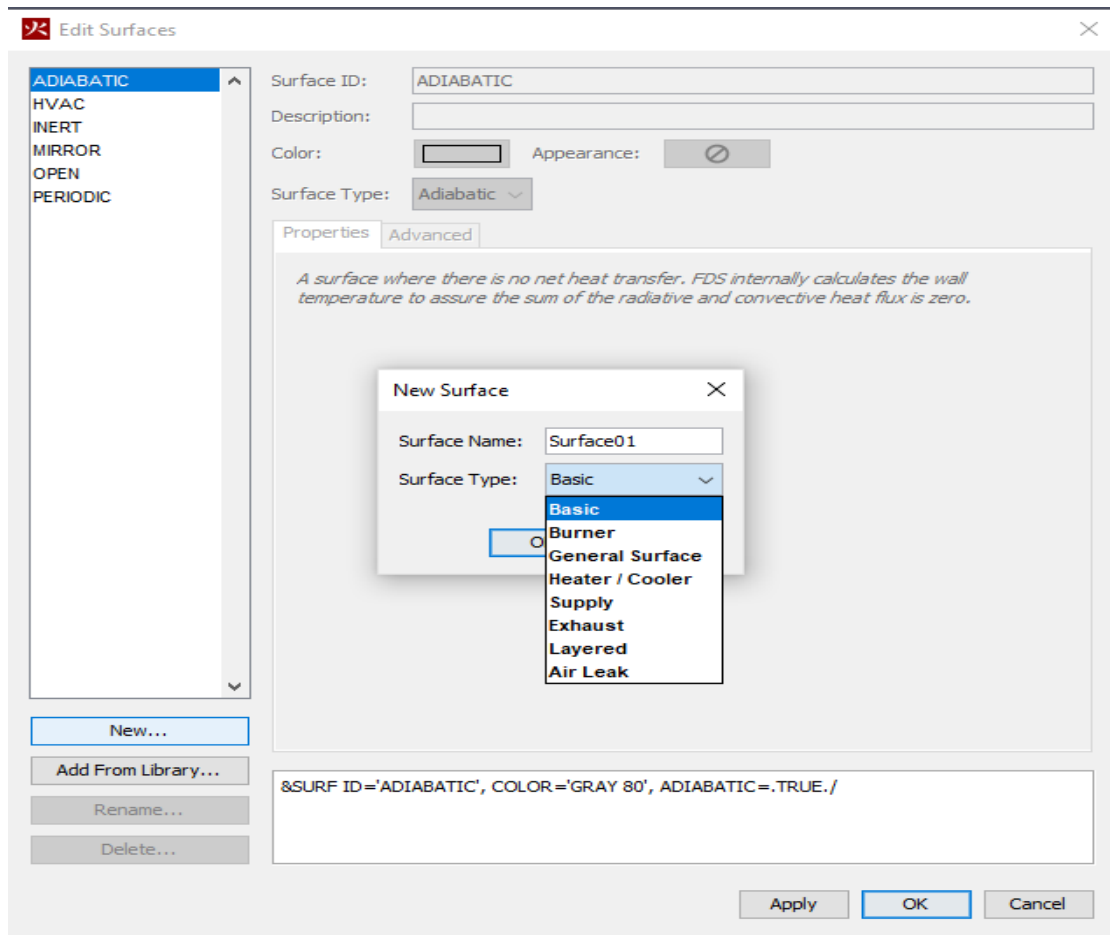 Edit Surfaces
ADIABATIC
HVAC
INERT
MIRROR
OPEN
PERIODIC
New...
Add From Library...
Rename...
Delete...
Surface ID: ADIABATIC
Description:
Color: Appearance:
Surface Type: Adiabatic
Properties Advanced
A surface where there is no net heat transfer. FDS internally calculates the wall
temperature to assure the sum of the radiative and convective heat flux is zero.
New Surface
Surface Name: Surface01
Surface Type: Basic
Basic
Burner
General Surface
Heater / Cooler
Supply
Exhaust
Layered
Air Leak
&SURF ID='ADIABATIC', COLOR='GRAY 80', ADIABATIC=.TRUE./
Apply OK Cancel